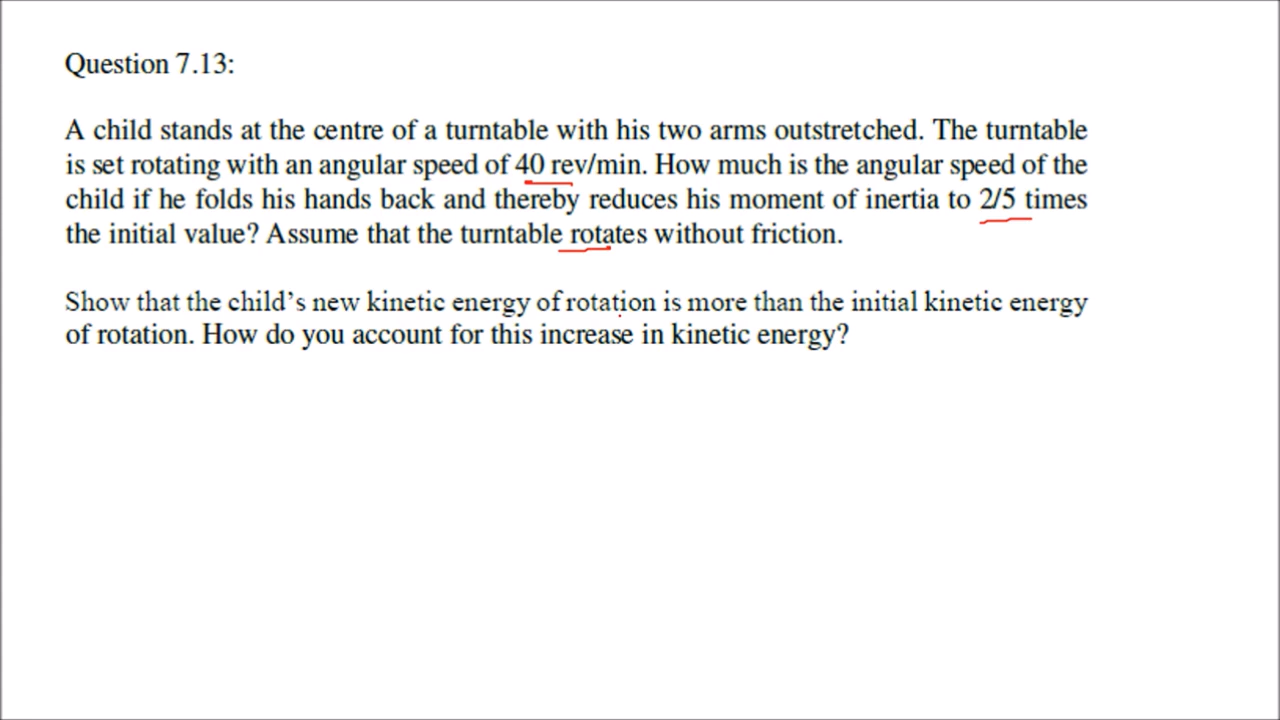 Question 7.13:
A child stands at the centre of a turntable with his two arms outstretched. The turntable
is set rotating with an angular speed of 40 rev/min. How much is the angular speed of the
child if he folds his hands back and thereby reduces his moment of inertia to 2/5 times
the initial value? Assume that the turntable rotates without friction.
Show that the child’s new kinetic energy of rotation is more than the initial kinetic energy
of rotation. How do you account for this increase in kinetic energy?